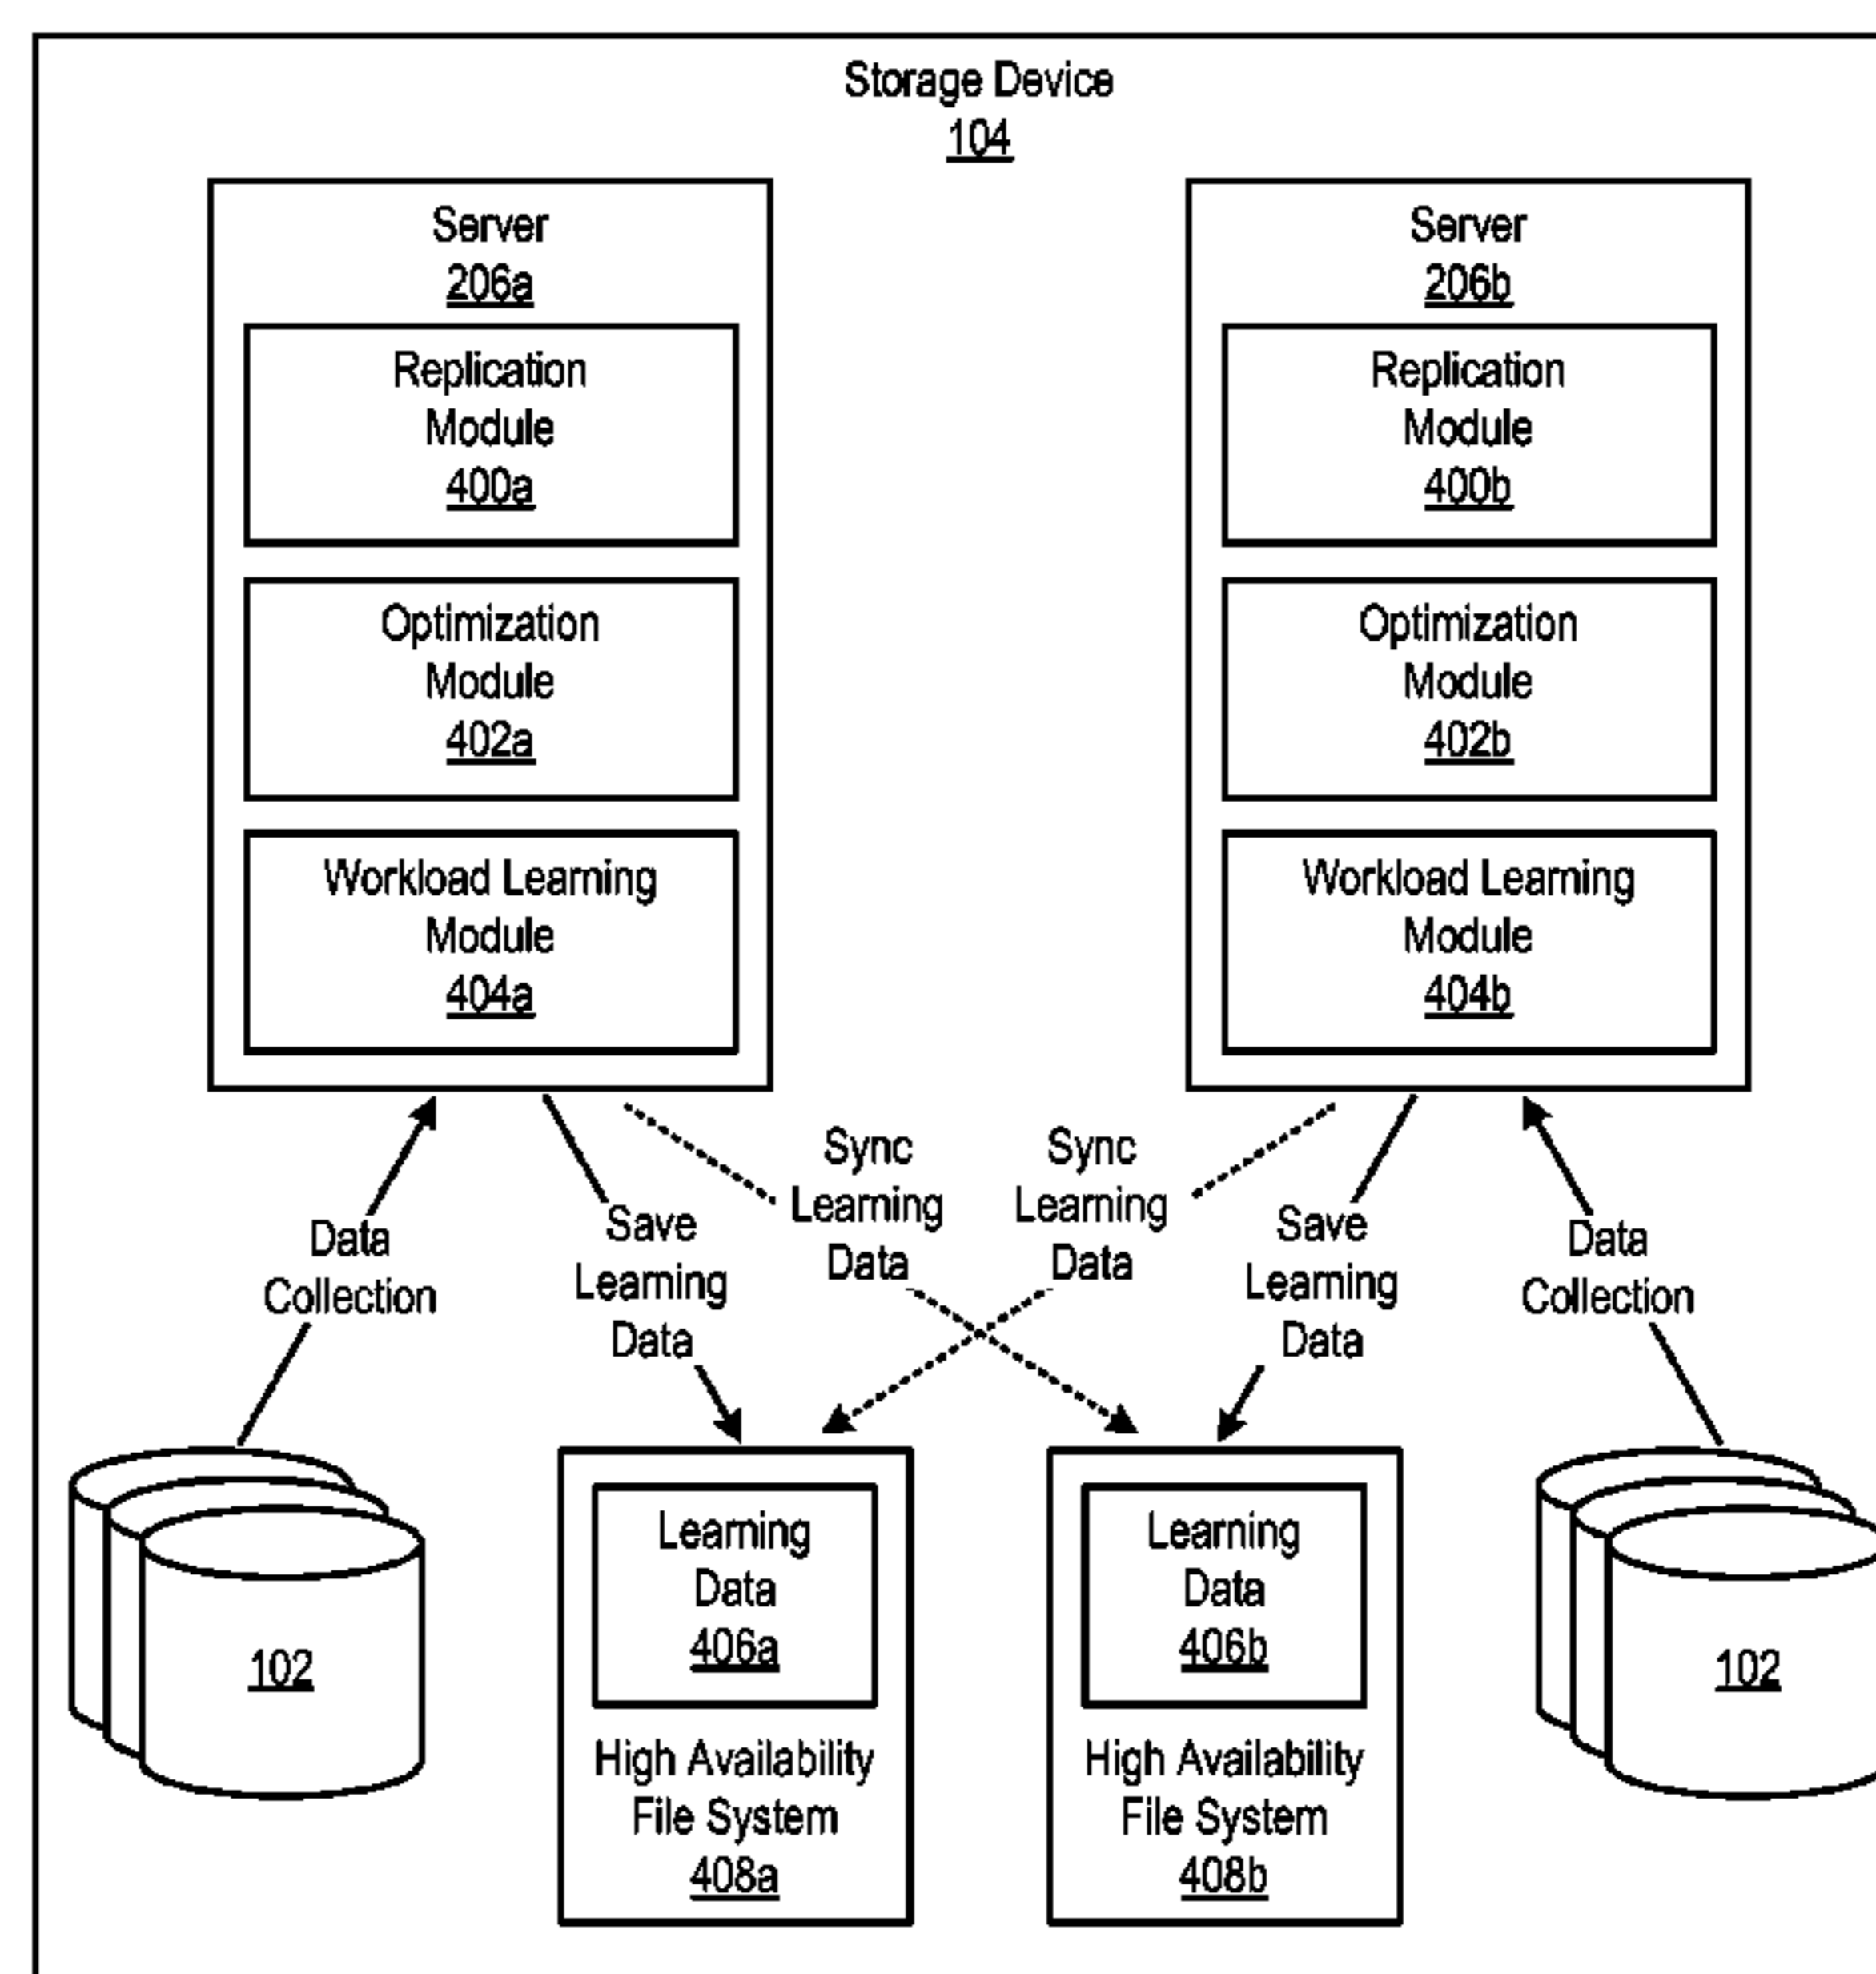 Storage Device
104
Server
206a
Replication
Module
400a
Optimization
Module
402a
Workload Learning
Module
404a
Server
206b
Replication
Module
400b
Optimization
Module
402b
Workload Learning
Module
404b
Data
Collection
Save
Learning
Data
Sync
Learning
Data
Sync
Learning
Data
Save
Learning
Data
Data
Collection
102
Learning
Data
406a
High Availability
File System
408a
Learning
Data
406b
High Availability
File System
408b
102